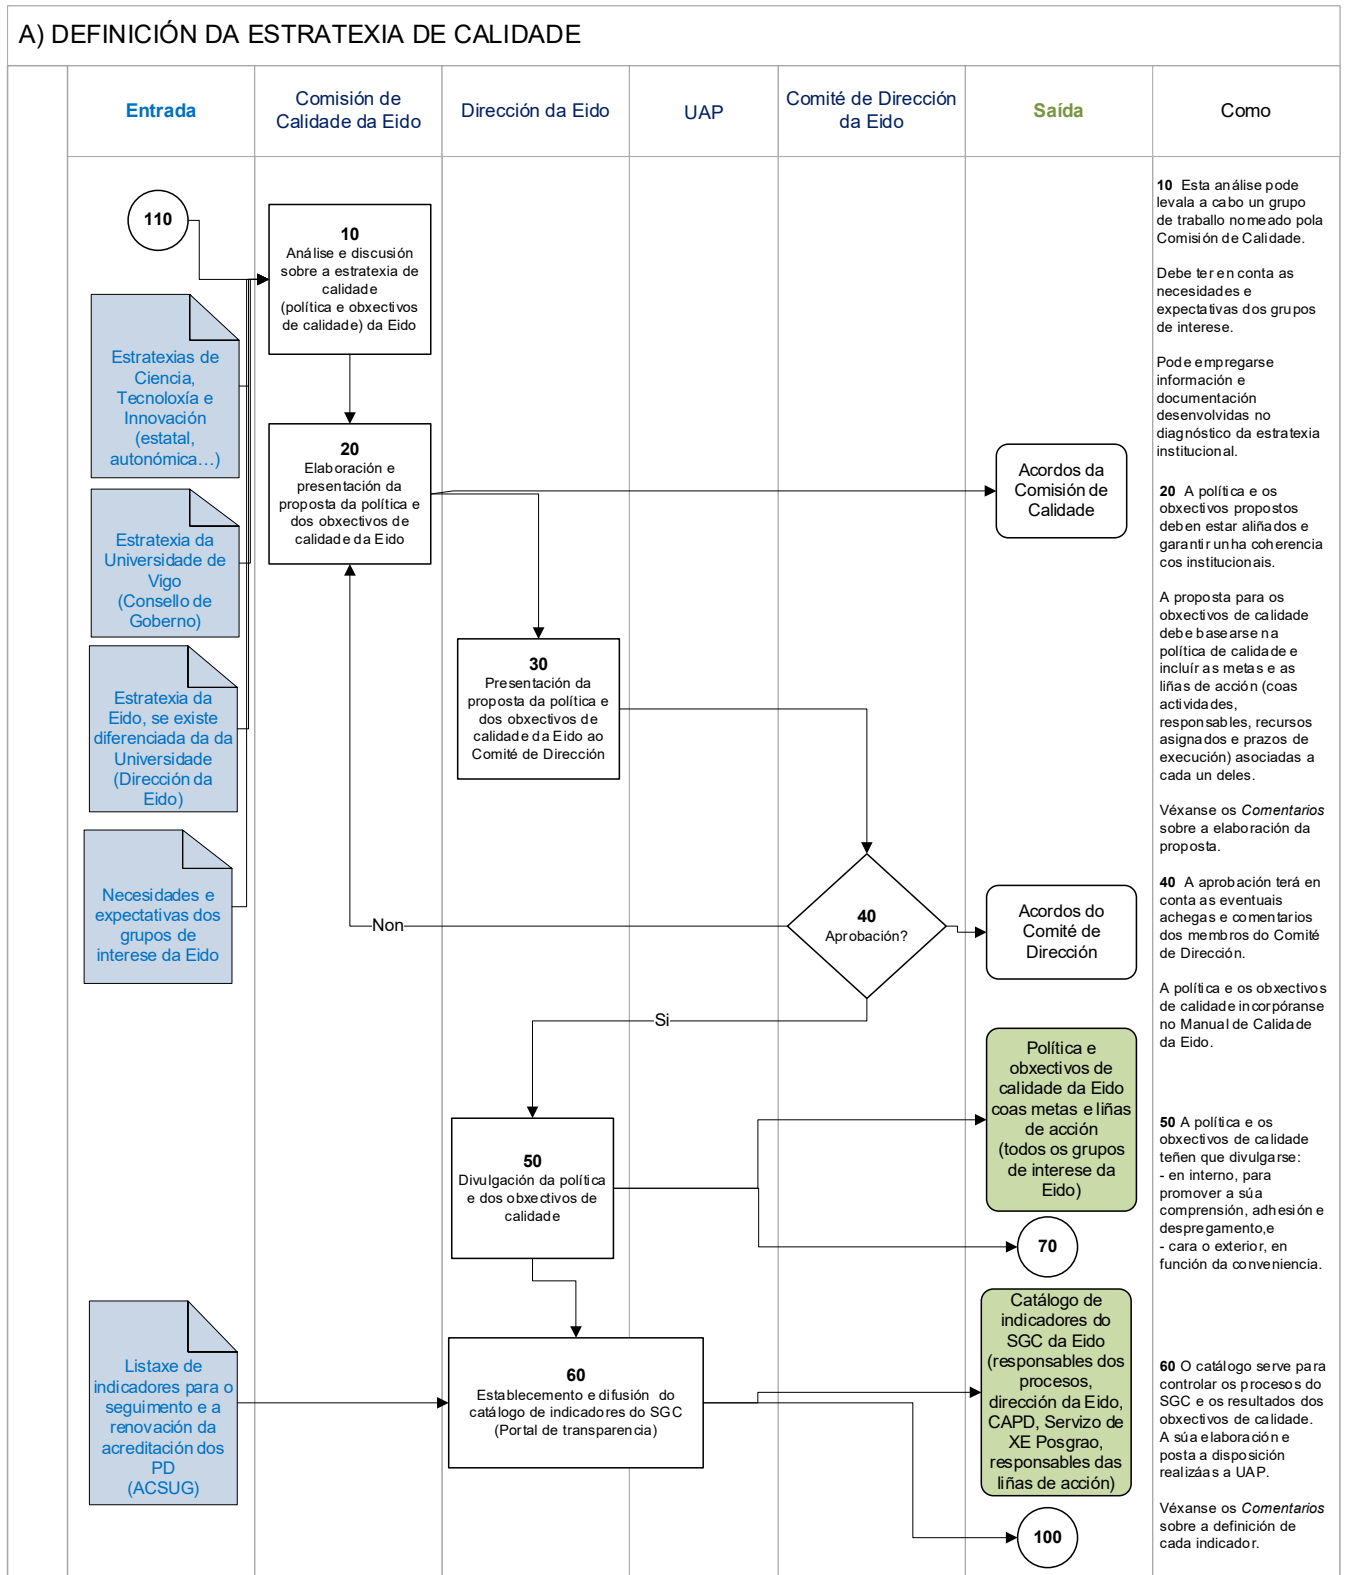 A) DEFINICIÓN DA ESTRATEXIA DE CALIDADE
Entrada
Comisión de
Calidade da Eido
Dirección da Eido
UAP
Comité de Dirección
da Eido
Saída
Como
110
10
Análise e discusión
sobre a estratexia de
calidade
(política e obxectivos
de calidade) da Eido
Estratexias de
Ciencia,
Tecnoloxía e
Innovación
(estatal,
autonómica…)
20
Elaboración e
presentación da
proposta da política e
dos obxectivos de
calidade da Eido
Acordos da
Comisión de
Calidade
Estratexia da
Universidade de
Vigo
(Consello de
Goberno)
30
Presentación da
proposta da política e
dos obxectivos de
calidade da Eido ao
Comité de Dirección
Estratexia da
Eido, se existe
diferenciada da da
Universidade
(Dirección da
Eido)
Necesidades e
expectativas dos
grupos de
interese da Eido
Non
40
Aprobación?
Acordos do
Comité de
Dirección
Si
Política e
obxectivos de
calidade da Eido
coas metas e liñas
de acción
(todos os grupos
de interese da
Eido)
50
Divulgación da política
e dos obxectivos de
calidade
70
Listaxe de
indicadores para o
seguimento e a
renovación da
acreditación dos
PD
(ACSUG)
60
Establecemento e difusión do
catálogo de indicadores do SGC
(Portal de transparencia)
Catálogo de
indicadores do
SGC da Eido
(responsables dos
procesos,
dirección da Eido,
CAPD, Servizo de
XE Posgrao,
responsables das
liñas de acción)
100
10 Esta análise pode
levala a cabo un grupo
de traballo nomeado pola
Comisión de Calidade.
Debe ter en conta as
necesidades e
expectativas dos grupos
de interese.
Pode empregarse
información e
documentación
desenvolvidas no
diagnóstico da estratexia
institucional.
20 A política e os
obxectivos propostos
deben estar aliñados e
garantir unha coherencia
cos institucionais.
A proposta para os
obxectivos de calidade
debe basearse na
política de calidade e
incluír as metas e as
liñas de acción (coas
actividades,
responsables, recursos
asignados e prazos de
execución) asociadas a
cada un deles.
Véxanse os Comentarios
sobre a elaboración da
proposta.
40 A aprobación terá en
conta as eventuais
achegas e comentarios
dos membros do Comité
de Dirección.
A política e os obxectivos
de calidade incorpóranse
no Manual de Calidade
da Eido.
50 A política e os
obxectivos de calidade
teñen que divulgarse:
- en interno, para
promover a súa
comprensión, adhesión e
despregamento,e
- cara o exterior, en
función da conveniencia.
60 O catálogo serve para
controlar os procesos do
SGC e os resultados dos
obxectivos de calidade.
A súa elaboración e
posta a disposición
realizáas a UAP.
Véxanse os Comentarios
sobre a definición de
cada indicador.